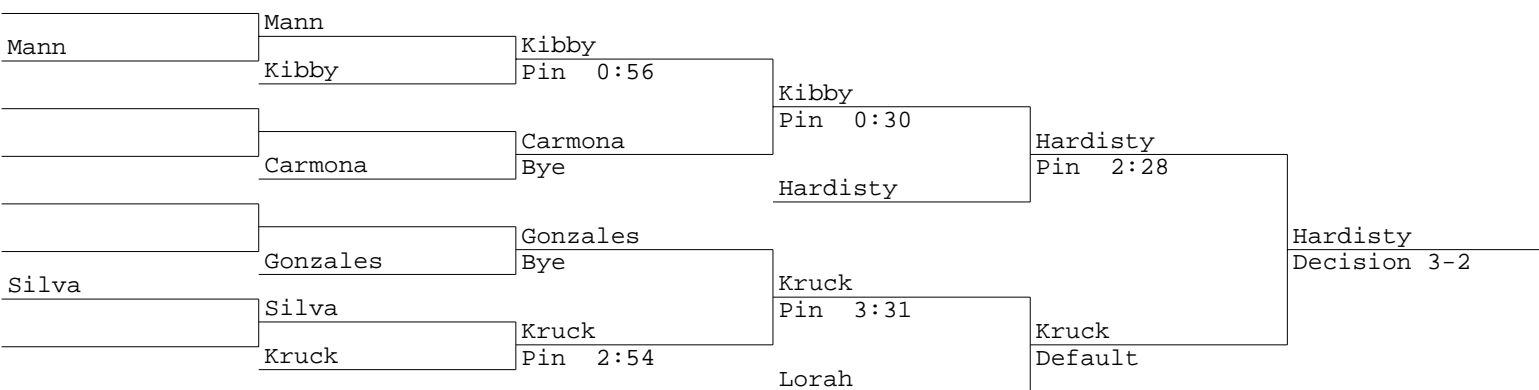 Mann
Mann
Kibby
Kibby
Pin 0:56
Carmona
Carmona
Bye
Kibby
Pin 0:30
Hardisty
Hardisty
Pin 2:28
Gonzales
Gonzales
Bye
Silva
Silva
Kruck
Kruck
Pin 2:54
Kruck
Pin 3:31
Lorah
Kruck
Default
Hardisty
Decision 3-2